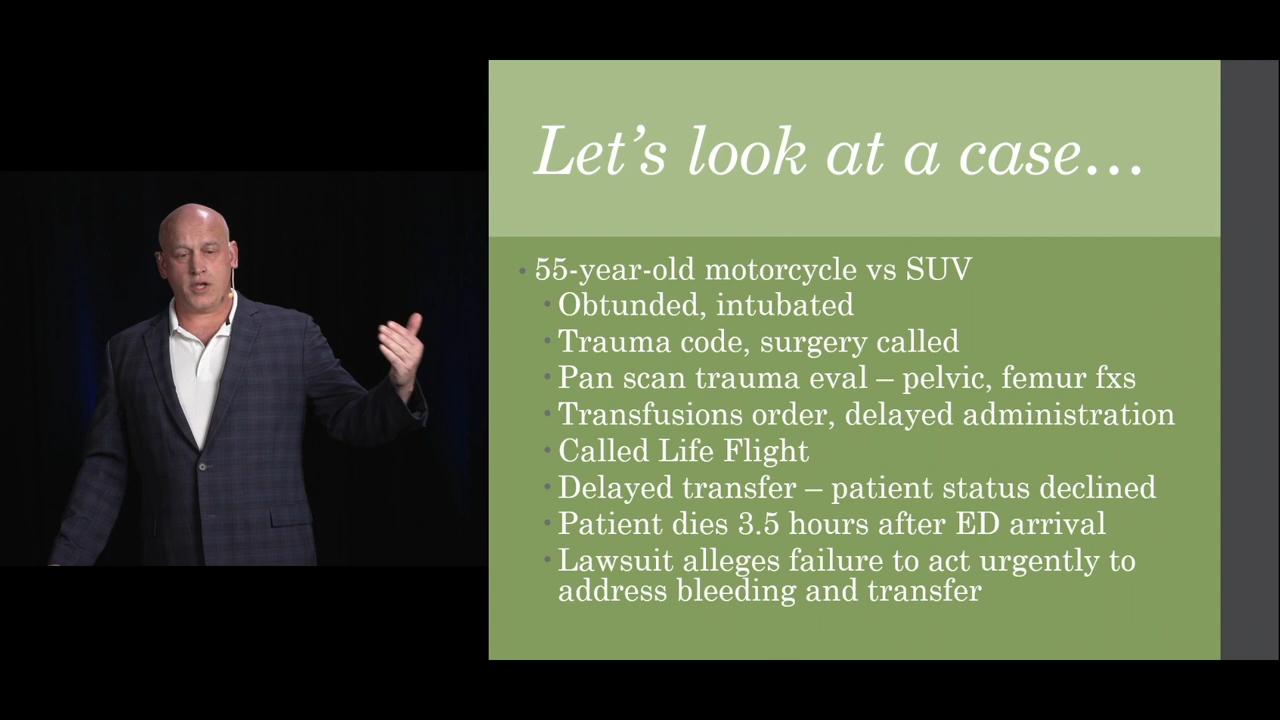 Let’s look at a case…
• 55-year-old motorcycle vs SUV
• Obtunded, intubated
• Trauma code, surgery called
• Pan scan trauma eval – pelvic, femur fxs
• Transfusions order, delayed administration
• Called Life Flight
• Delayed transfer – patient status declined
• Patient dies 3.5 hours after ED arrival
• Lawsuit alleges failure to act urgently to
address bleeding and transfer